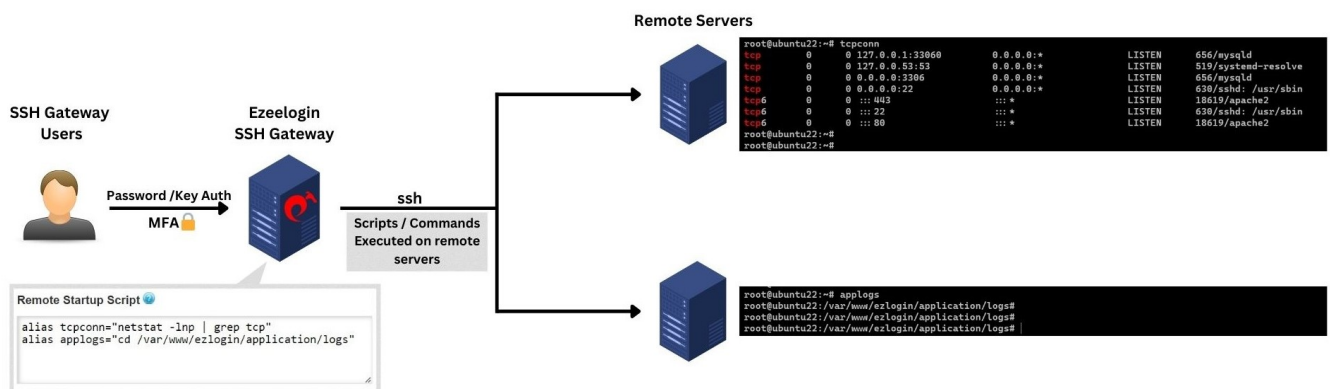 Remote Servers
root@ubuntu22:~# tcpconn
tcp 0 0 127.0.0.1:33060 0.0.0.0:* LISTEN 656/mysqld
tcp 0 0 127.0.0.53:53 0.0.0.0:* LISTEN 519/systemd-resolve
tcp 0 0 0.0.0.0:3306 0.0.0.0:* LISTEN 656/mysqld
tcp 0 0 0.0.0.0:22 0.0.0.0:* LISTEN 630/sshd: /usr/sbin
tcp6 0 0 :::443 :::* LISTEN 18619/apache2
tcp6 0 0 :::22 :::* LISTEN 630/sshd: /usr/sbin
tcp6 0 0 :::80 :::* LISTEN 18619/apache2
root@ubuntu22:~#
root@ubuntu22:~#
SSH Gateway
Users
Ezeelogin
SSH Gateway
Password /Key Auth
MFA
ssh
Scripts / Commands
Executed on remote
servers
Remote Startup Script
alias tcpconn="netstat -lnp | grep tcp"
alias applogs="cd /var/www/ezlogin/application/logs"
root@ubuntu22:~# applogs
root@ubuntu22:/var/www/ezlogin/application/logs#
root@ubuntu22:/var/www/ezlogin/application/logs#
root@ubuntu22:/var/www/ezlogin/application/logs#